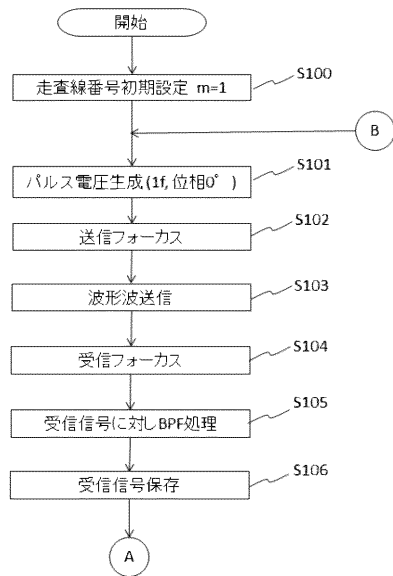 開始
走査線番号初期設定 m=1
S100
B
パルス電圧生成(1f, 位相0°)
S101
送信フォーカス
S102
波形波送信
S103
受信フォーカス
S104
受信信号に対しBPF処理
S105
受信信号保存
S106
A